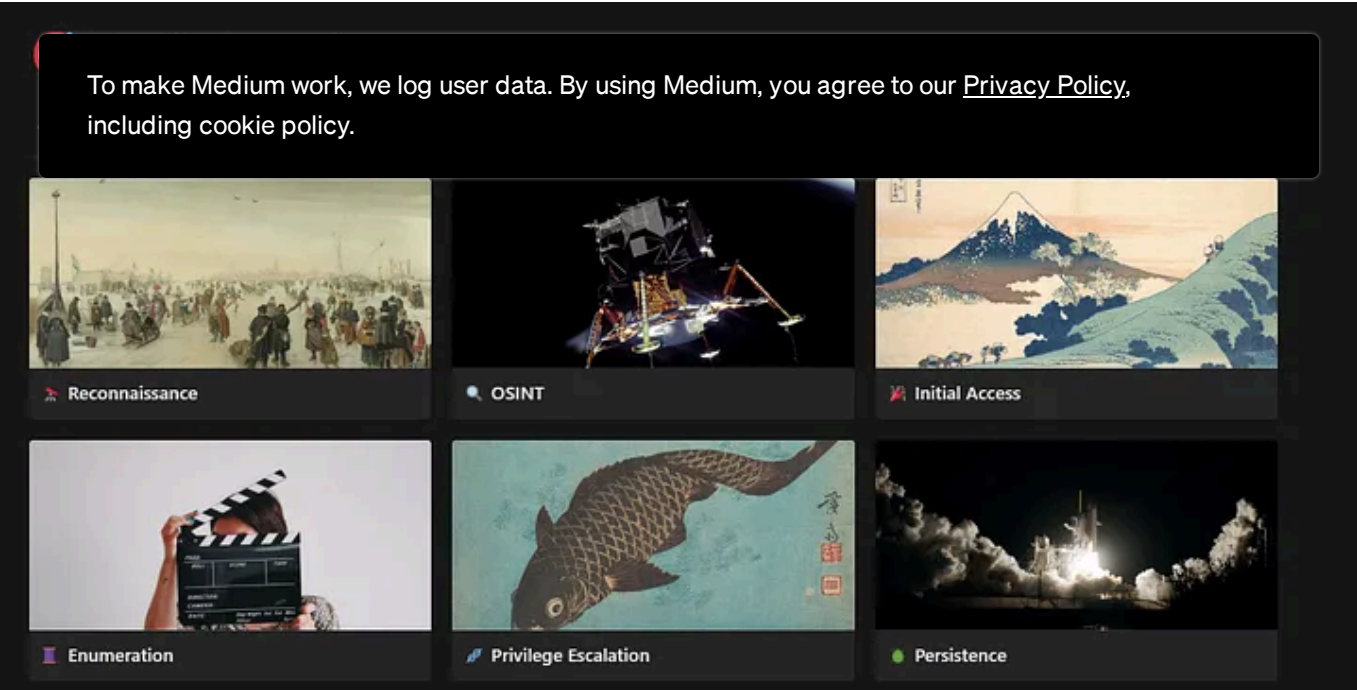 To make Medium work, we log user data. By using Medium, you agree to our Privacy Policy,
including cookie policy.
Reconnaissance
OSINT
Initial Access
Enumeration
Privilege Escalation
Persistence